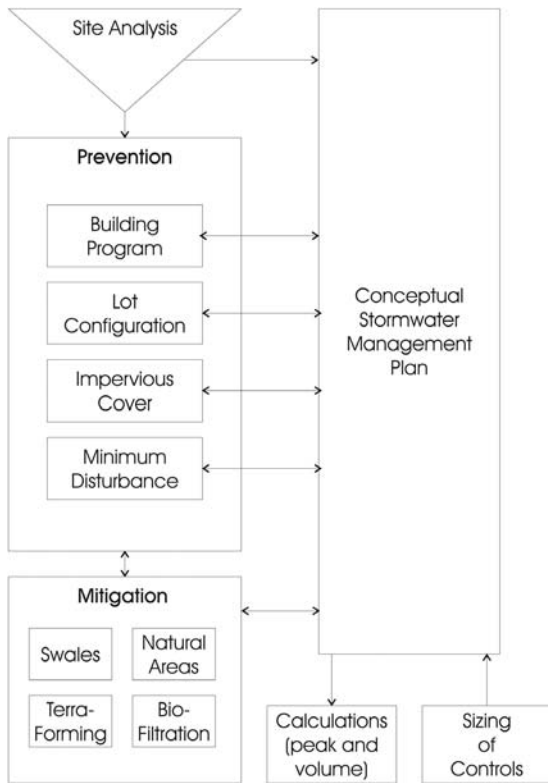 Site Analysis
Prevention
Building
Program
Lot
Configuration
Impervious
Cover
Minimum
Disturbance
Conceptual
Stormwater
Management
Plan
Mitigation
Swales
Natural
Areas
Terra-
Forming
Bio-
Filtration
Calculations
(peak and
volume)
Sizing
of
Controls